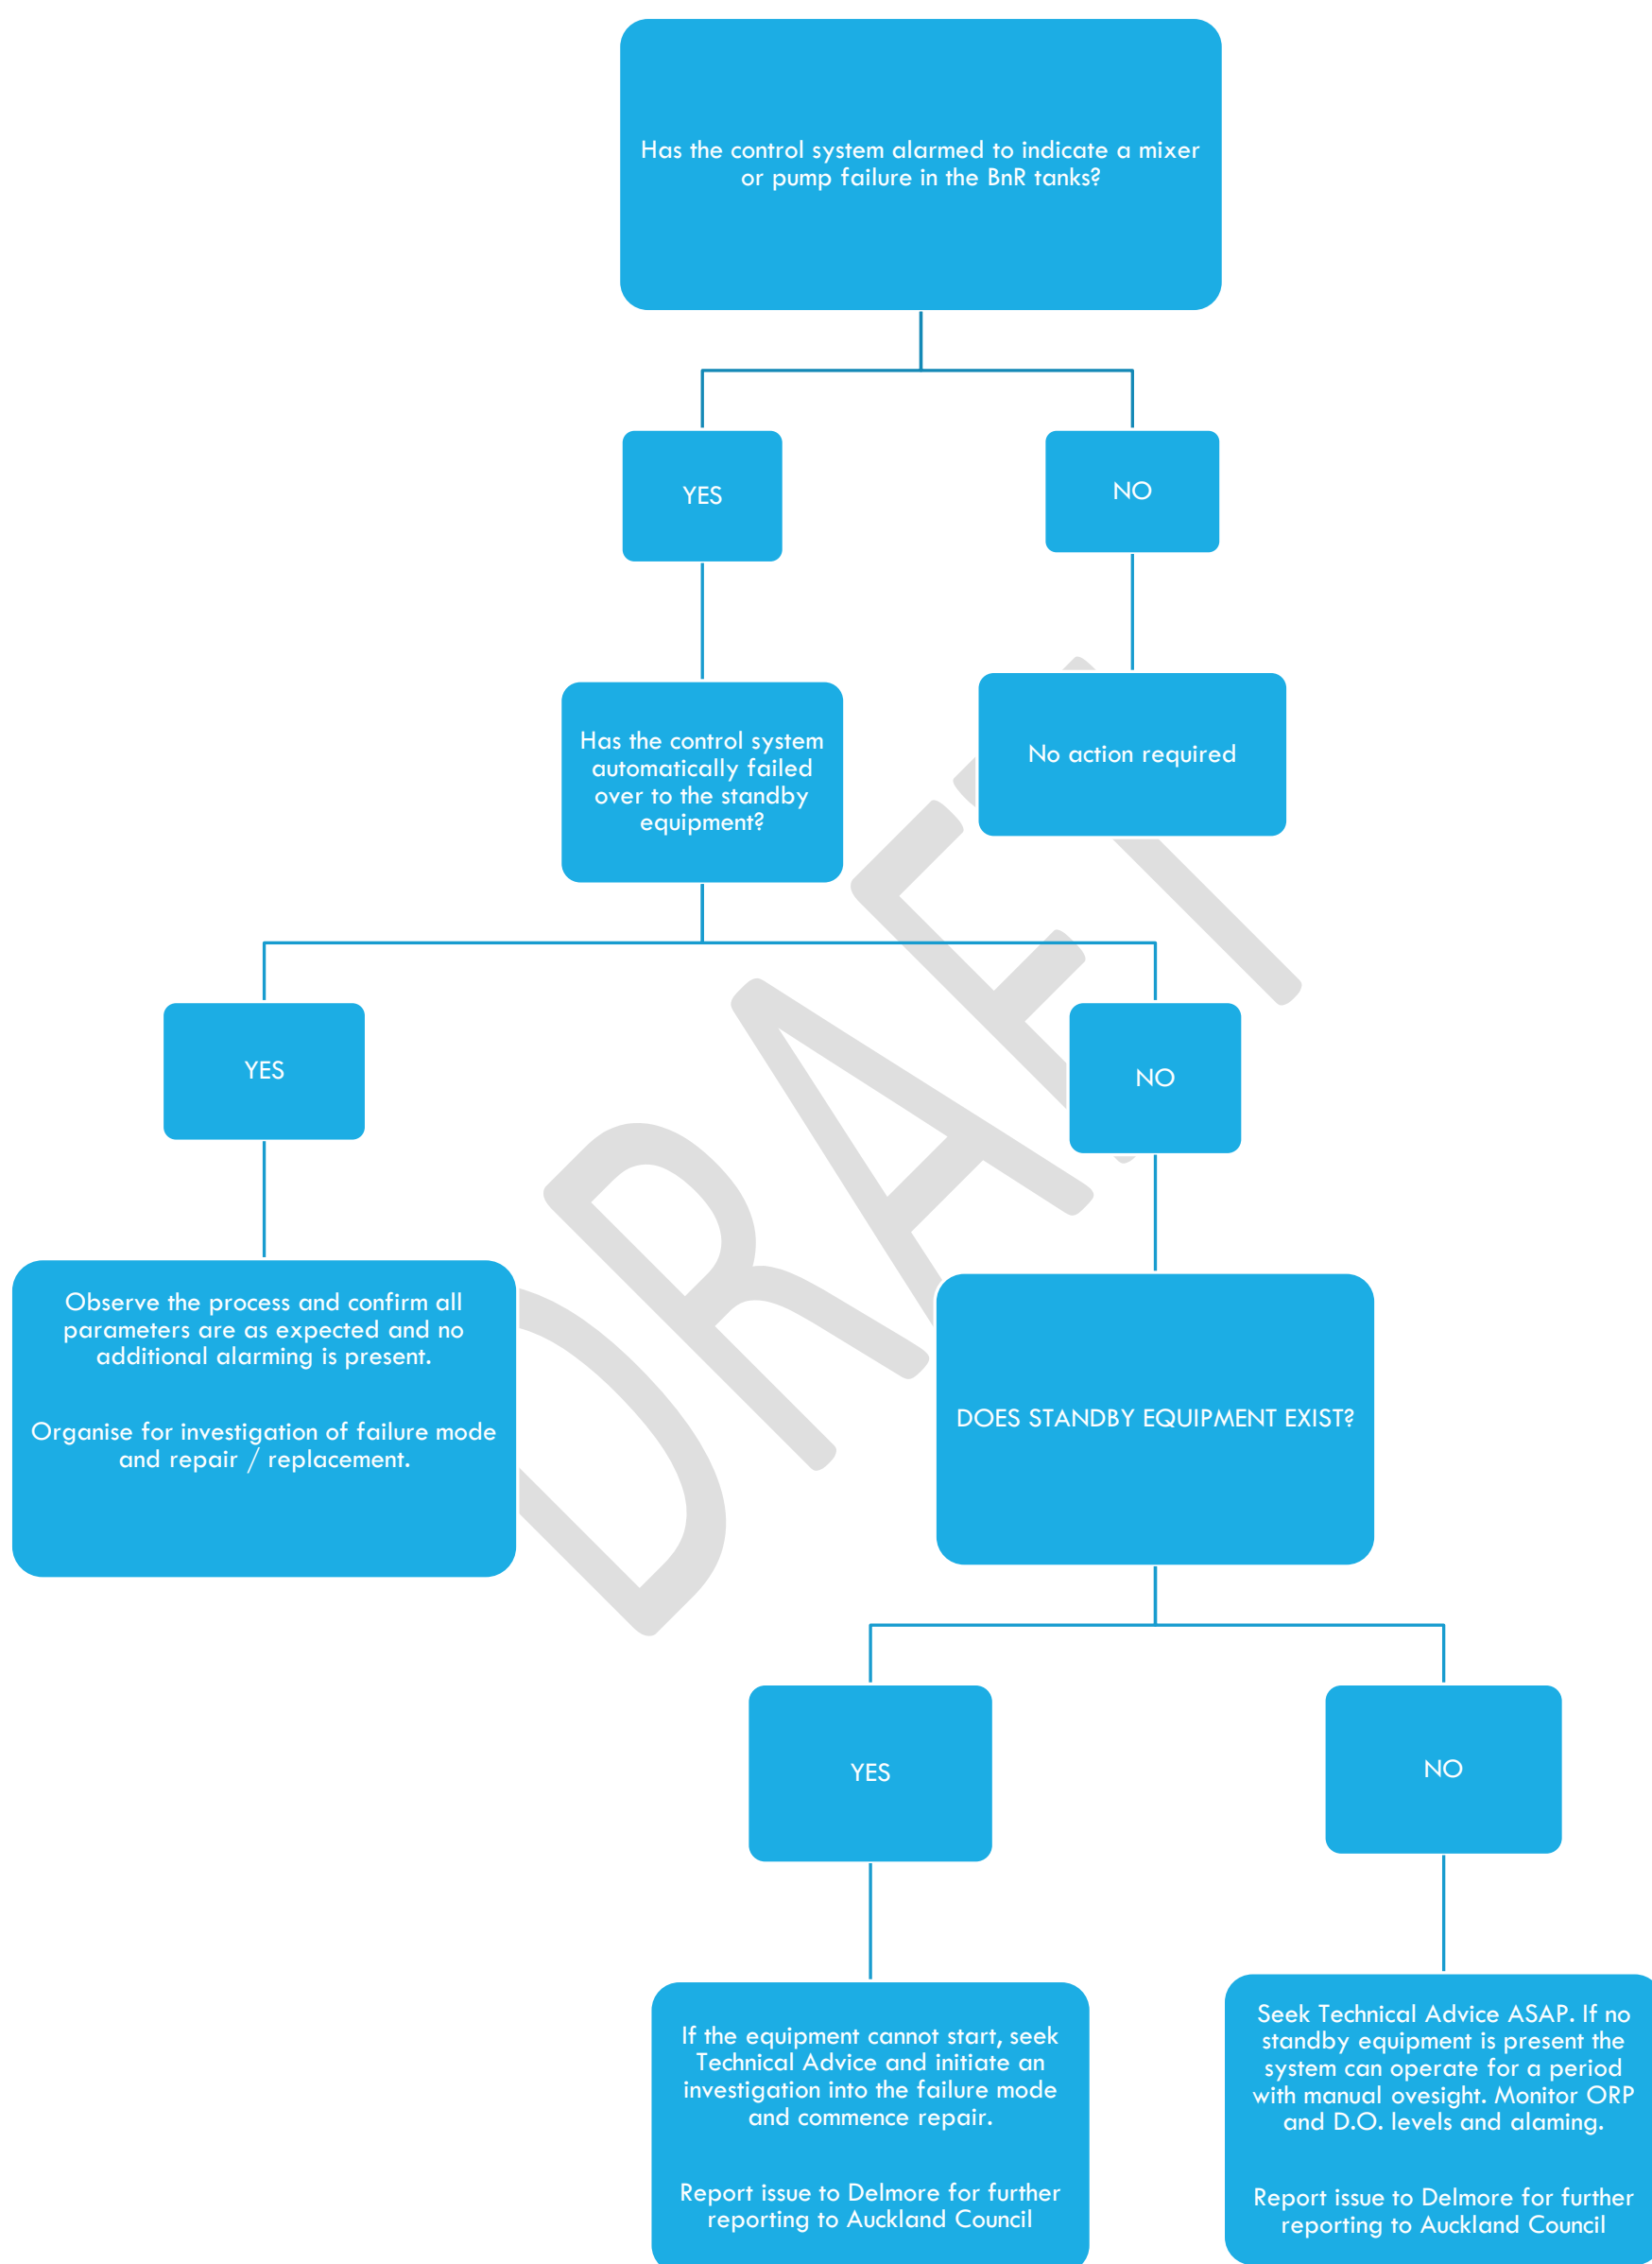 Has the control system alarmed to indicate a mixer
or pump failure in the BnR tanks?
YES
NO
Has the control system
automatically failed
over to the standby
equipment?
No action required
YES
NO
Observe the process and confirm all
parameters are as expected and no
additional alarming is present.
Organise for investigation of failure mode
and repair / replacement.
DOES STANDBY EQUIPMENT EXIST?
YES
NO
If the equipment cannot start, seek
Technical Advice and initiate an
investigation into the failure mode
and commence repair.
Report issue to Delmore for further
reporting to Auckland Council
Seek Technical Advice ASAP. If no
standby equipment is present the
system can operate for a period
with manual ovesight. Monitor ORP
and D.O. levels and alaming.
Report issue to Delmore for further
reporting to Auckland Council
DRAFT